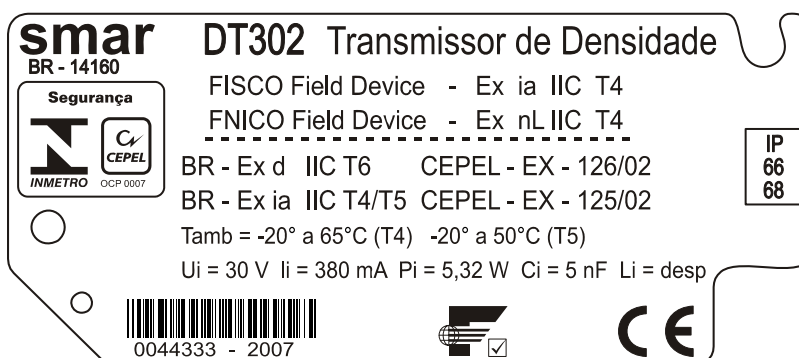 smar
BR - 14160
DT302 Transmissor de Densidade
FISCO Field Device - Ex ia IIC T4
FNICO Field Device - Ex nL IIC T4
Segurança
INMETRO
CEPEL
OCP 0007
BR - Ex d IIC T6 CEPEL - EX - 126/02
BR - Ex ia IIC T4/T5 CEPEL - EX - 125/02
IP
66
68
Tamb = -20° a 65°C (T4) -20° a 50°C (T5)
Ui = 30 V Ii = 380 mA Pi = 5,32 W Ci = 5 nF Li = desp
0044333 - 2007
CE